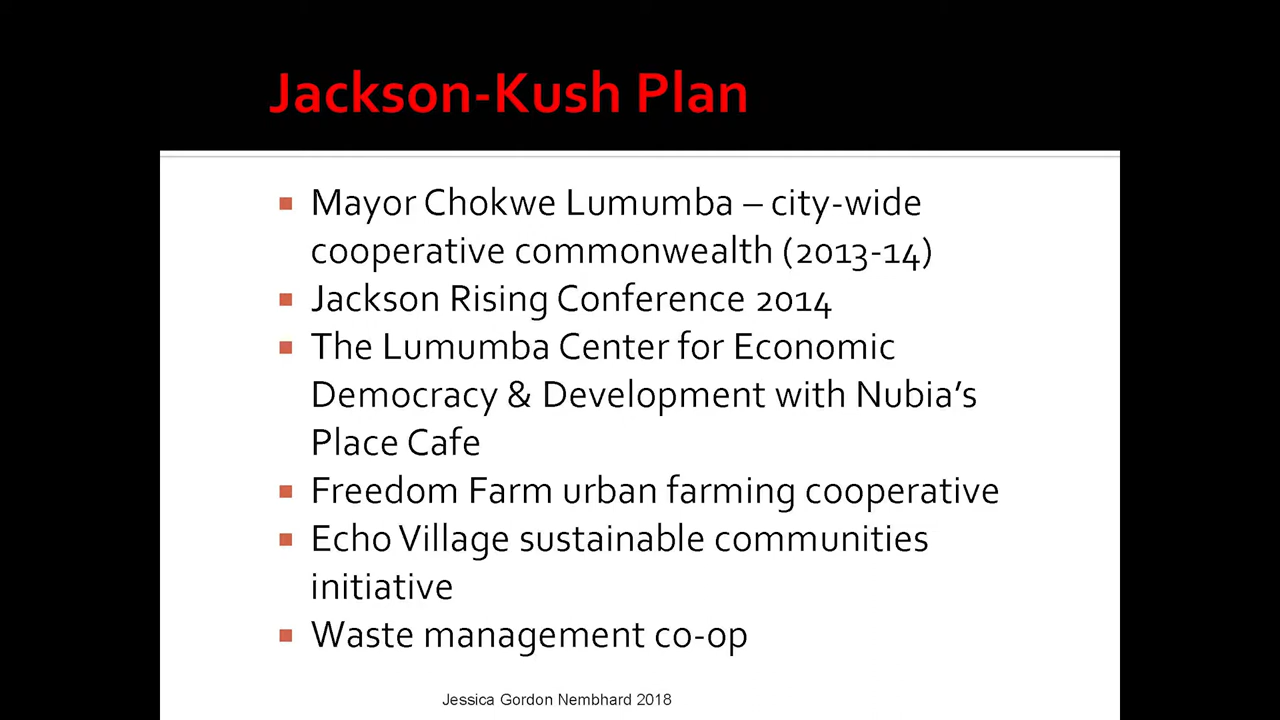 Jackson-Kush Plan
Mayor Chokwe Lumumba – city-wide
cooperative commonwealth (2013-14)
Jackson Rising Conference 2014
The Lumumba Center for Economic
Democracy & Development with Nubia’s
Place Cafe
Freedom Farm urban farming cooperative
Echo Village sustainable communities
initiative
Waste management co-op
Jessica Gordon Nembhard 2018